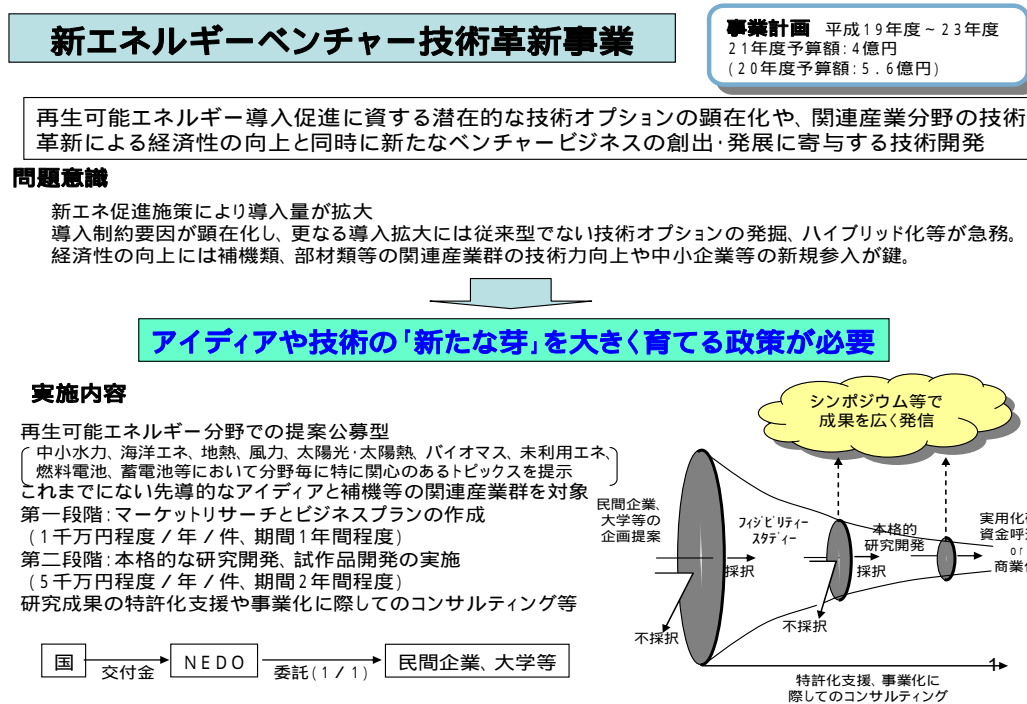 新エネルギーベンチャー技術革新事業
事業計画 平成19年度~23年度
21年度予算額:4億円
(20年度予算額:5.6億円)
再生可能エネルギー導入促進に資する潜在的な技術オプションの顕在化や、関連産業分野の技術
革新による経済性の向上と同時に新たなベンチャービジネスの創出・発展に寄与する技術開発
問題意識
新エネ促進施策により導入量が拡大
導入制約要因が顕在化し、更なる導入拡大には従来型でない技術オプションの発掘、ハイブリッド化等が急務。
経済性の向上には補機類、部材類等の関連産業群の技術力向上や中小企業等の新規参入が鍵。
アイディアや技術の「新たな芽」を大きく育てる政策が必要
実施内容
再生可能エネルギー分野での提案公募型
中小水力、海洋エネ、地熱、風力、太陽光・太陽熱、バイオマス、未利用エネ、
燃料電池、蓄電池等において分野毎に特に関心のあるトピックスを提示
これまでにない先導的なアイディアと補機等の関連産業群を対象
第一段階:マーケットリサーチとビジネスプランの作成
(1千万円程度/年/件、期間1年間程度)
第二段階:本格的な研究開発、試作品開発の実施
(5千万円程度/年/件、期間2年間程度)
研究成果の特許化支援や事業化に際してのコンサルティング等
国
交付金
NEDO
委託(1/1)
民間企業、大学等
シンポジウム等で
成果を広く発信
民間企業、
大学等の
企画提案
フィジビリティー
スタディー
採択
不採択
本格的
研究開発
採択
不採択
実用化
資金呼
or
商業
1
特許化支援、事業化に
際してのコンサルティング